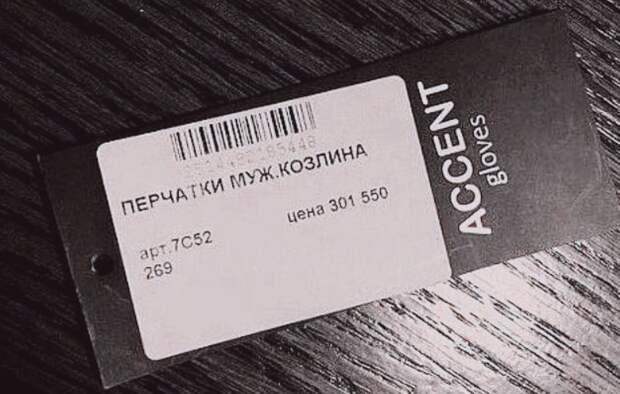 ПЕРЧАТКИ МУЖ.КОЗЛИНА
цена 301 550
арт.7С52
269
ACCENT
gloves